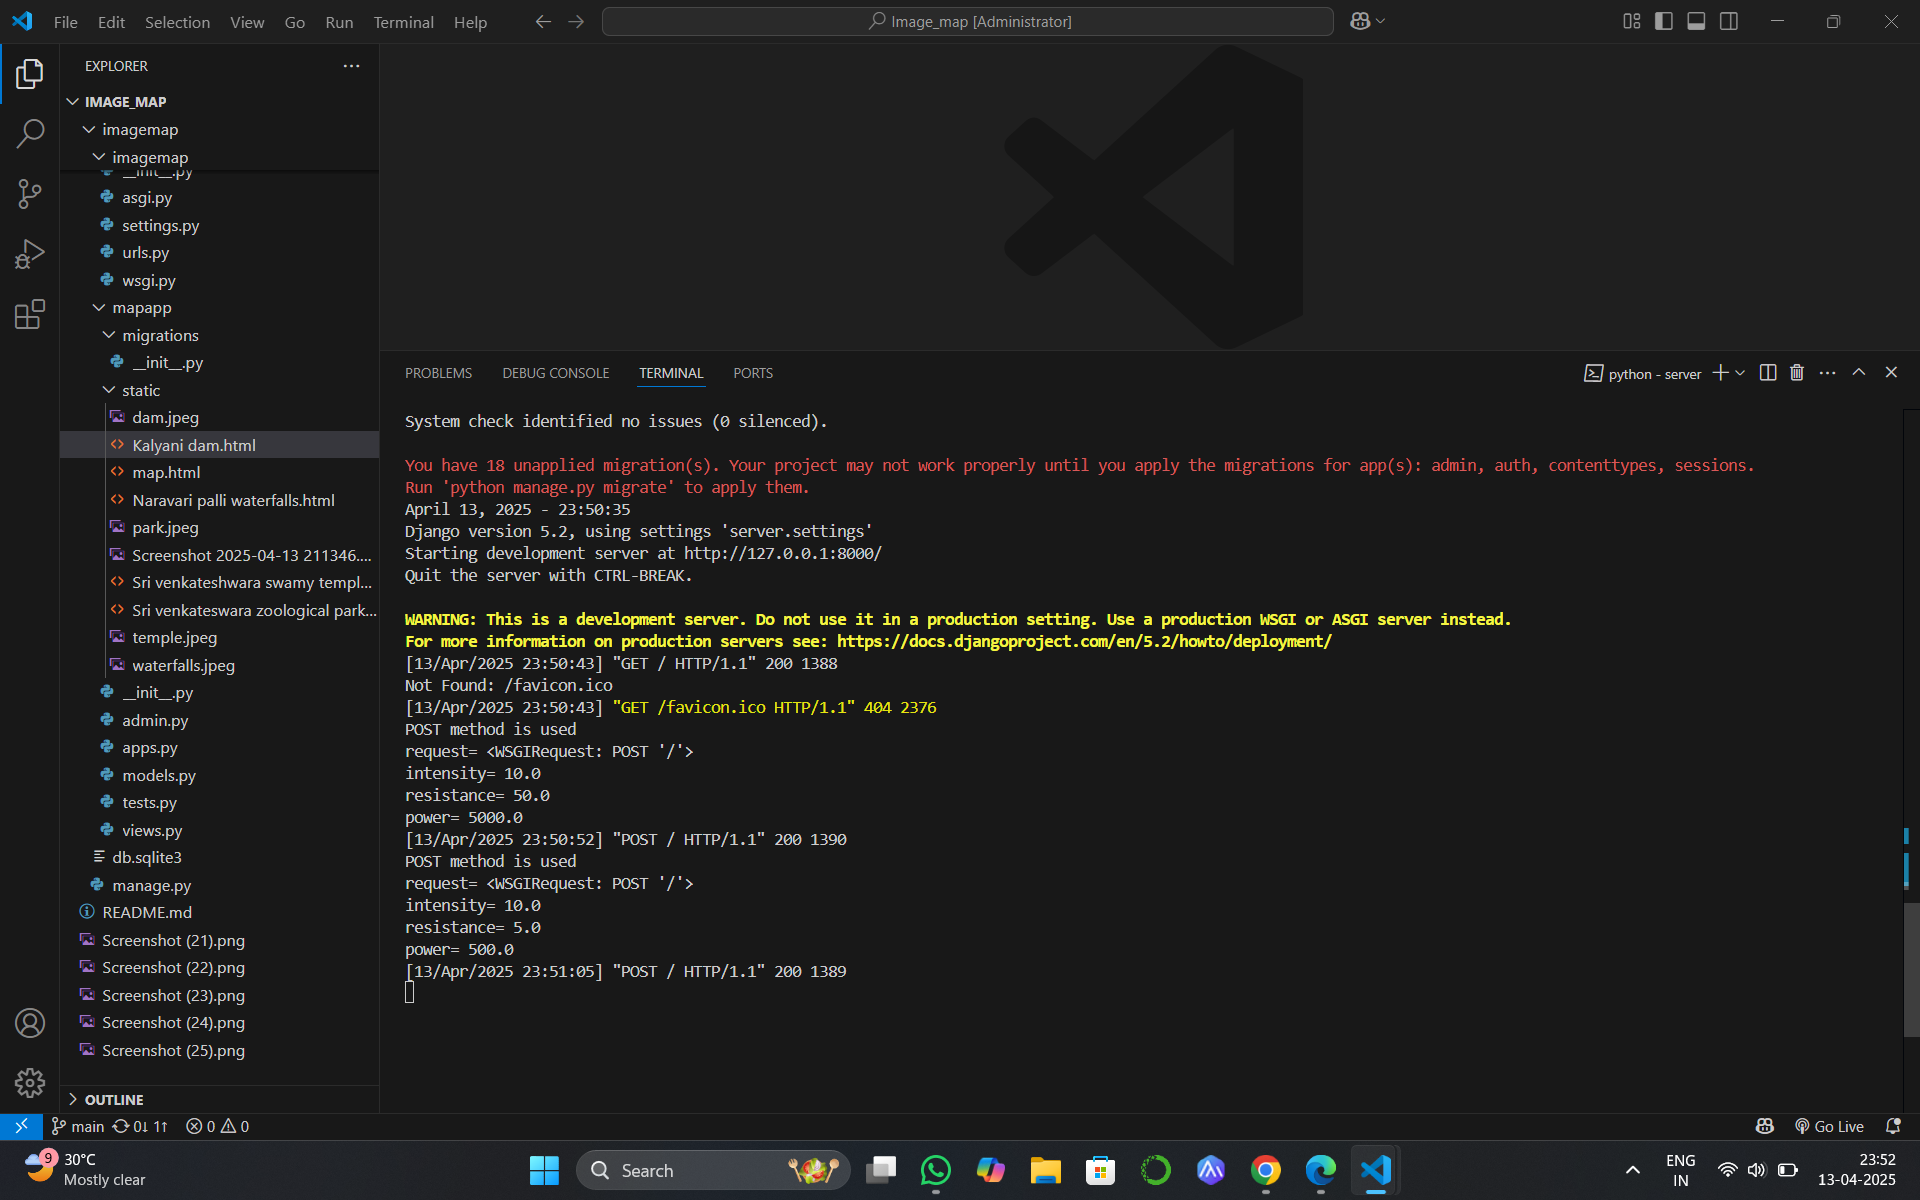 File Edit Selection View Go Run Terminal Help
Image_map [Administrator]
EXPLORER
IMAGE_MAP
imagemap
imagemap
__init__.py
asgi.py
settings.py
urls.py
wsgi.py
mapapp
migrations
__init__.py
static
dam.jpeg
Kalyani dam.html
map.html
Naravari palli waterfalls.html
park.jpeg
Screenshot 2025-04-13 211346....
Sri venkateshwara swamy templ...
Sri venkateswara zoological park...
temple.jpeg
waterfalls.jpeg
__init__.py
admin.py
apps.py
models.py
tests.py
views.py
db.sqlite3
manage.py
README.md
Screenshot (21).png
Screenshot (22).png
Screenshot (23).png
Screenshot (24).png
Screenshot (25).png
OUTLINE
PROBLEMS DEBUG CONSOLE TERMINAL PORTS
python - server
System check identified no issues (0 silenced).
You have 18 unapplied migration(s). Your project may not work properly until you apply the migrations for app(s): admin, auth, contenttypes, sessions.
Run 'python manage.py migrate' to apply them.
April 13, 2025 - 23:50:35
Django version 5.2, using settings 'server.settings'
Starting development server at http://127.0.0.1:8000/
Quit the server with CTRL-BREAK.
WARNING: This is a development server. Do not use it in a production setting. Use a production WSGI or ASGI server instead.
For more information on production servers see: https://docs.djangoproject.com/en/5.2/howto/deployment/
[13/Apr/2025 23:50:43] "GET / HTTP/1.1" 200 1388
Not Found: /favicon.ico
[13/Apr/2025 23:50:43] "GET /favicon.ico HTTP/1.1" 404 2376
POST method is used
request= <WSGIRequest: POST '/'>
intensity= 10.0
resistance= 50.0
power= 5000.0
[13/Apr/2025 23:50:52] "POST / HTTP/1.1" 200 1390
POST method is used
request= <WSGIRequest: POST '/'>
intensity= 10.0
resistance= 5.0
power= 500.0
[13/Apr/2025 23:51:05] "POST / HTTP/1.1" 200 1389
main 0↓ 1↑ 0 0
Go Live
9
30°C
Mostly clear
Search
ENG
IN
23:52
13-04-2025